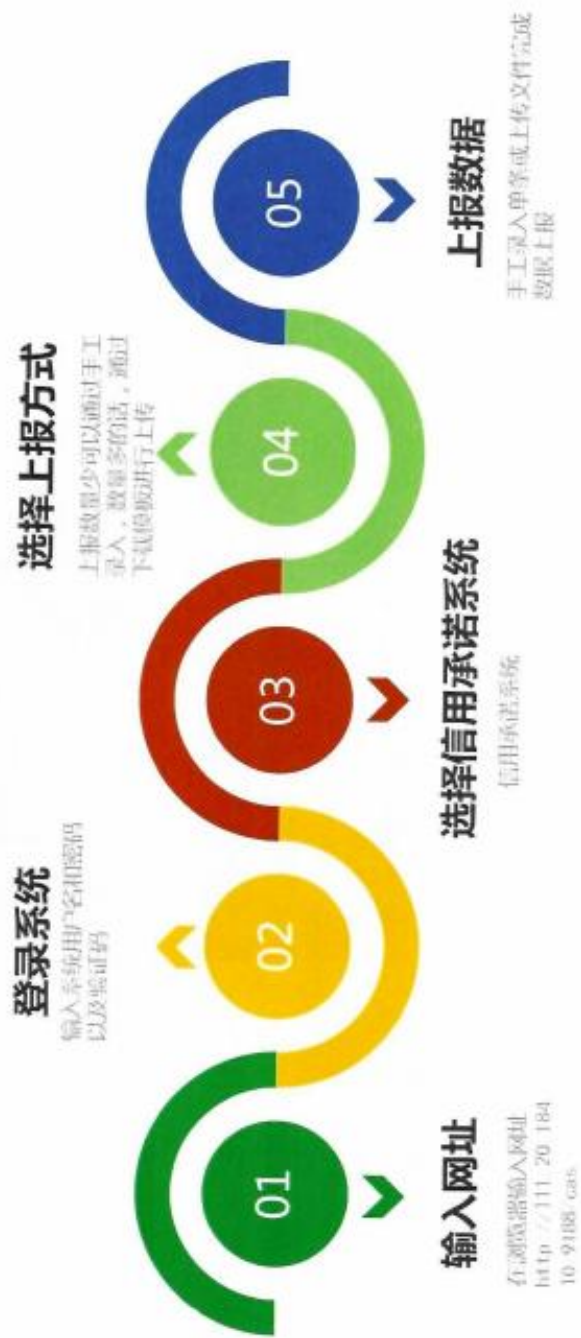 01
输入网址
在浏览器输入网址
http //111 20 184
10 9188 cas
02
登录系统
输入系统用户名和密码
以及验证码
03
选择信用承诺系统
信用承诺系统
04
选择上报方式
上报数量少可以通过手工
录入，数量多的话，通过
下载模板进行上传
05
上报数据
手工录入单条或上传文件完成
数据上报